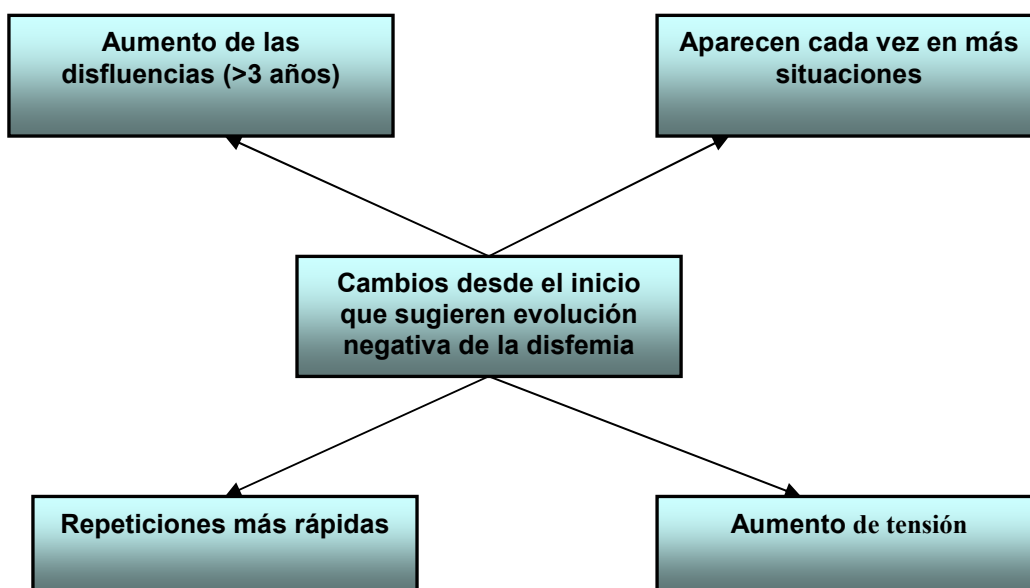 Aumento de las
disfluencias (>3 años)
Aparecen cada vez en más
situaciones
Cambios desde el inicio
que sugieren evolución
negativa de la disfemia
Repeticiones más rápidas
Aumento de tensión